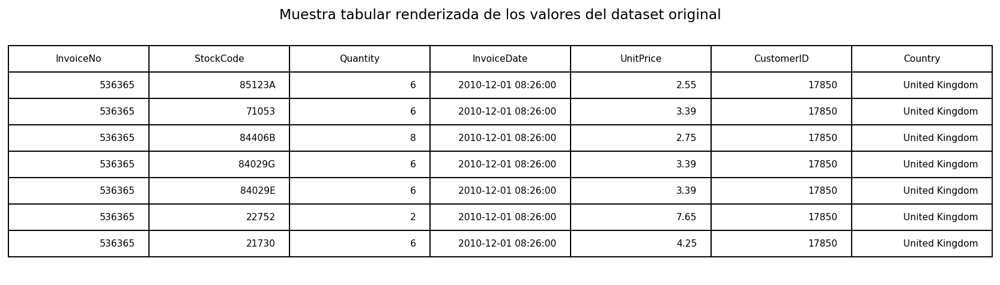 Muestra tabular renderizada de los valores del dataset original
InvoiceNo StockCode Quantity InvoiceDate UnitPrice CustomerID Country
536365 85123A 6 2010-12-01 08:26:00 2.55 17850 United Kingdom
536365 71053 6 2010-12-01 08:26:00 3.39 17850 United Kingdom
536365 84406B 8 2010-12-01 08:26:00 2.75 17850 United Kingdom
536365 84029G 6 2010-12-01 08:26:00 3.39 17850 United Kingdom
536365 84029E 6 2010-12-01 08:26:00 3.39 17850 United Kingdom
536365 22752 2 2010-12-01 08:26:00 7.65 17850 United Kingdom
536365 21730 6 2010-12-01 08:26:00 4.25 17850 United Kingdom